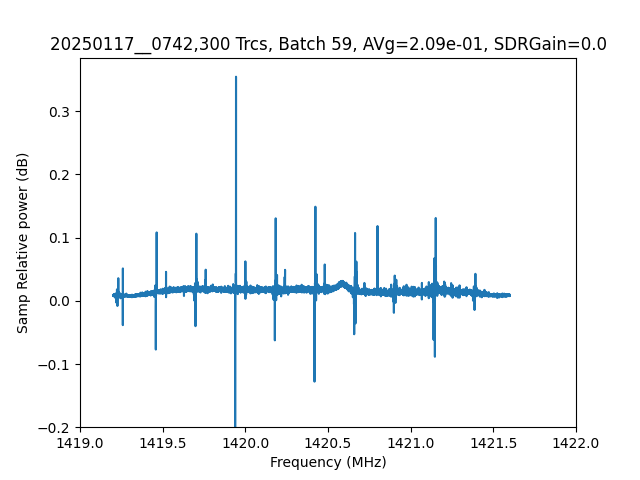 20250117__0742,300 Trcs, Batch 59, AVg=2.09e-01, SDRGain=0.0
Samp Relative power (dB)
0.3
0.2
0.1
0.0
−0.1
−0.2
1419.0 1419.5 1420.0 1420.5 1421.0 1421.5 1422.0
Frequency (MHz)